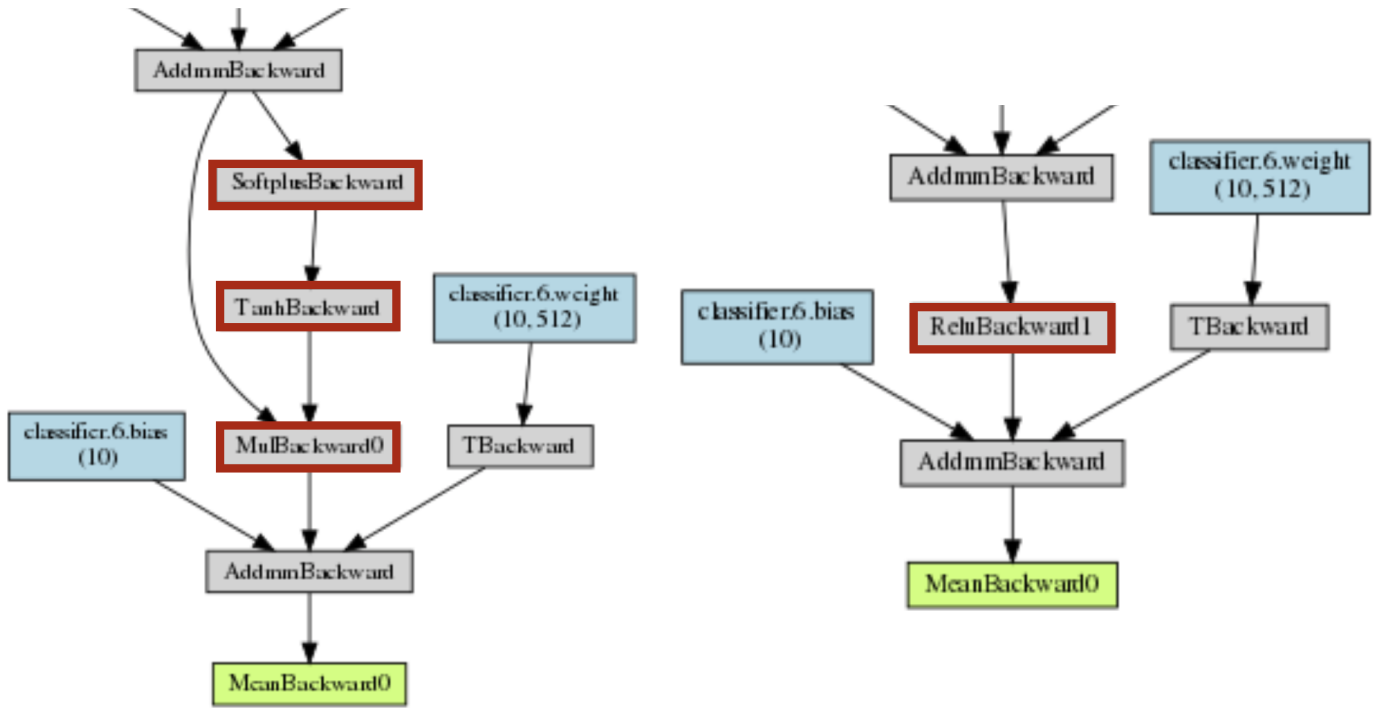 AddmmBackward
SoftplusBackward
TanhBackward
classifier.6.weight
(10, 512)
classifier.6.bias
(10)
MulBackward0
TBackward
AddmmBackward
MeanBackward0
AddmmBackward
classifier.6.weight
(10, 512)
classifier.6.bias
(10)
ReluBackward1
TBackward
AddmmBackward
MeanBackward0